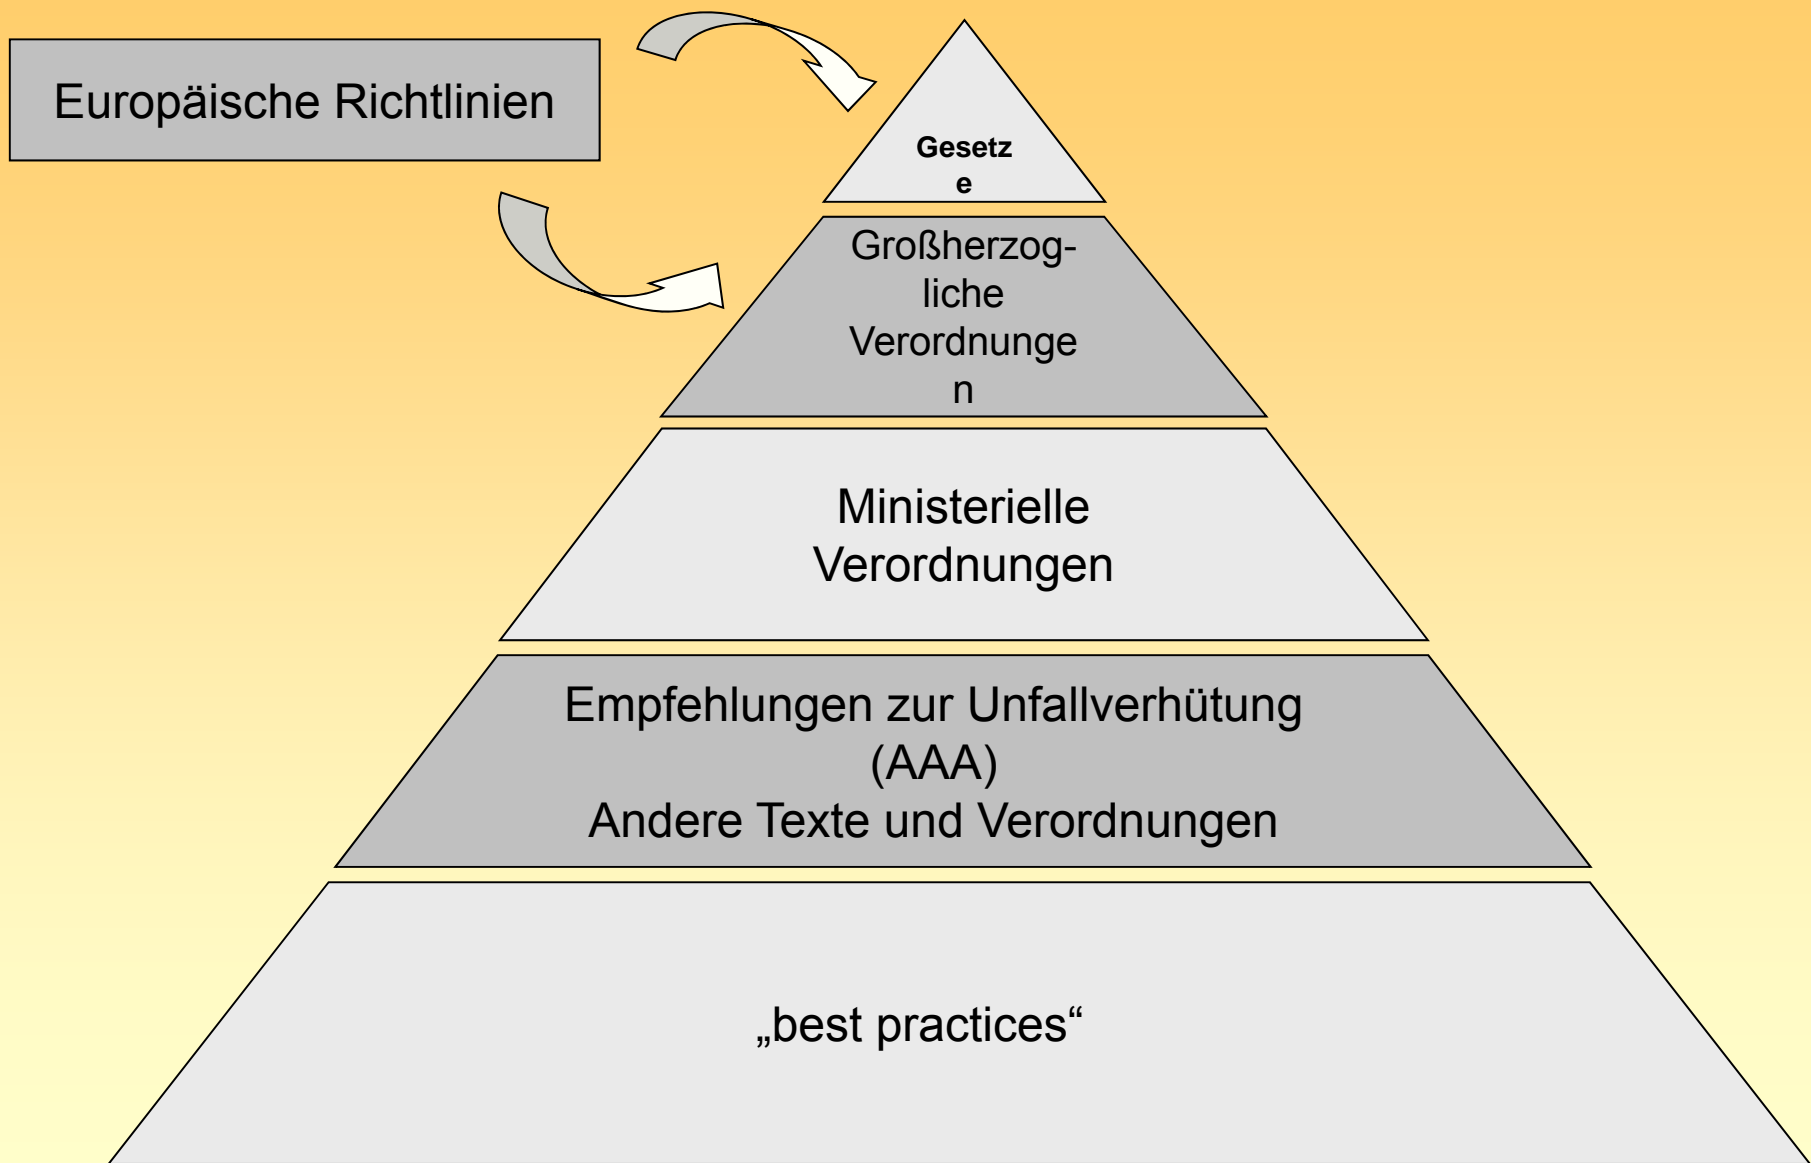 Europäische Richtlinien
Gesetz
e
Großherzog-
liche
Verordnunge
n
Ministerielle
Verordnungen
Empfehlungen zur Unfallverhütung
(AAA)
Andere Texte und Verordnungen
„best practices“